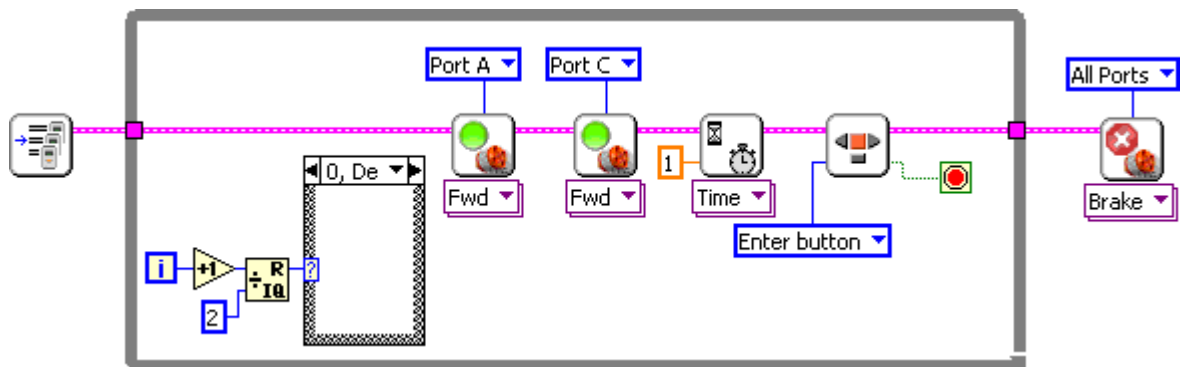 Port A
Port C
All Ports
0, De
Fwd
Fwd
1
Time
Brake
Enter button
i
+1
R
IQ
?
2